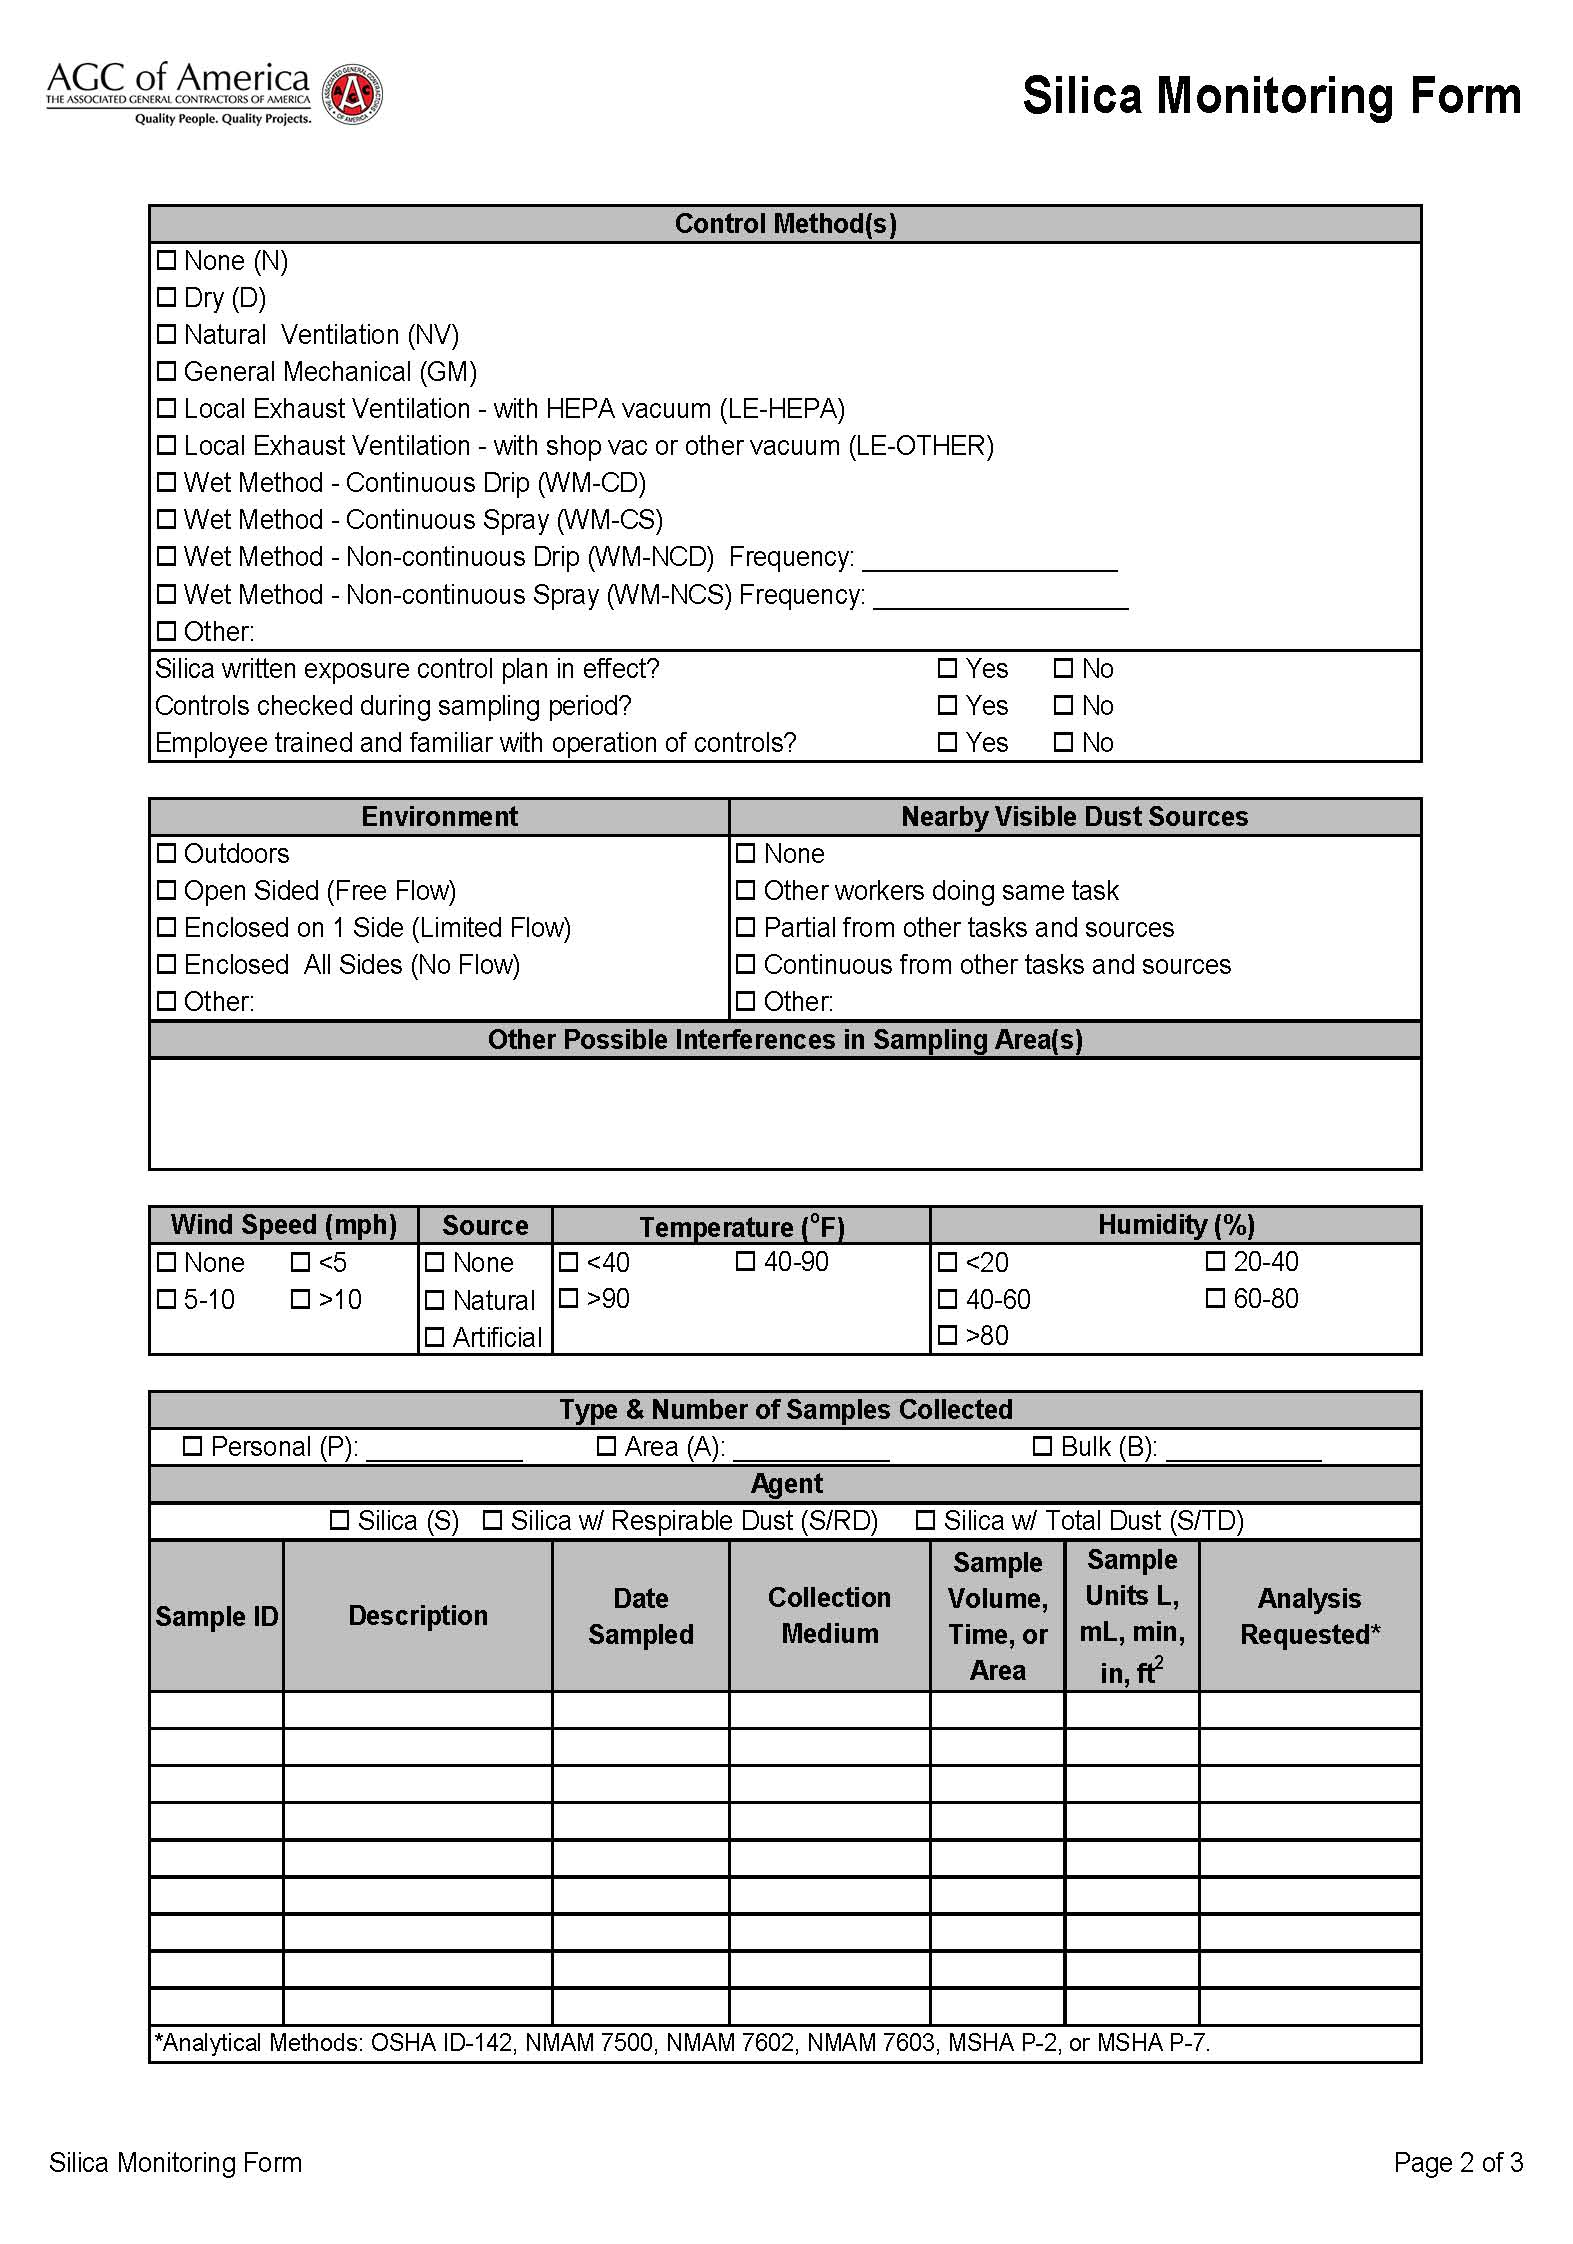 AGC of America
THE ASSOCIATED GENERAL CONTRACTORS OF AMERICA
Quality People. Quality Projects.
THE ASSOCIATED GENERAL CONTRACTORS
AGC
OF AMERICA
Silica Monitoring Form
Control Method(s)
☐ None (N)
☐ Dry (D)
☐ Natural  Ventilation (NV)
☐ General Mechanical (GM)
☐ Local Exhaust Ventilation - with HEPA vacuum (LE-HEPA)
☐ Local Exhaust Ventilation - with shop vac or other vacuum (LE-OTHER)
☐ Wet Method - Continuous Drip (WM-CD)
☐ Wet Method - Continuous Spray (WM-CS)
☐ Wet Method - Non-continuous Drip (WM-NCD)  Frequency: _________________
☐ Wet Method - Non-continuous Spray (WM-NCS) Frequency: _________________
☐ Other:
Silica written exposure control plan in effect? ☐ Yes ☐ No
Controls checked during sampling period? ☐ Yes ☐ No
Employee trained and familiar with operation of controls? ☐ Yes ☐ No
Environment
☐ Outdoors
☐ Open Sided (Free Flow)
☐ Enclosed on 1 Side (Limited Flow)
☐ Enclosed  All Sides (No Flow)
☐ Other:
Nearby Visible Dust Sources
☐ None
☐ Other workers doing same task
☐ Partial from other tasks and sources
☐ Continuous from other tasks and sources
☐ Other:
Other Possible Interferences in Sampling Area(s)
Wind Speed (mph)
☐ None ☐ <5
☐ 5-10 ☐ >10
Source
☐ None
☐ Natural
☐ Artificial
Temperature (°F)
☐ <40 ☐ 40-90
☐ >90
Humidity (%)
☐ <20 ☐ 20-40
☐ 40-60 ☐ 60-80
☐ >80
Type & Number of Samples Collected
☐ Personal (P): __________ ☐ Area (A): __________ ☐ Bulk (B): __________
Agent
☐ Silica (S) ☐ Silica w/ Respirable Dust (S/RD) ☐ Silica w/ Total Dust (S/TD)
Sample ID
Description
Date
Sampled
Collection
Medium
Sample
Volume,
Time, or
Area
Sample
Units L,
mL, min,
in, ft²
Analysis
Requested*
*Analytical Methods: OSHA ID-142, NMAM 7500, NMAM 7602, NMAM 7603, MSHA P-2, or MSHA P-7.
Silica Monitoring Form
Page 2 of 3